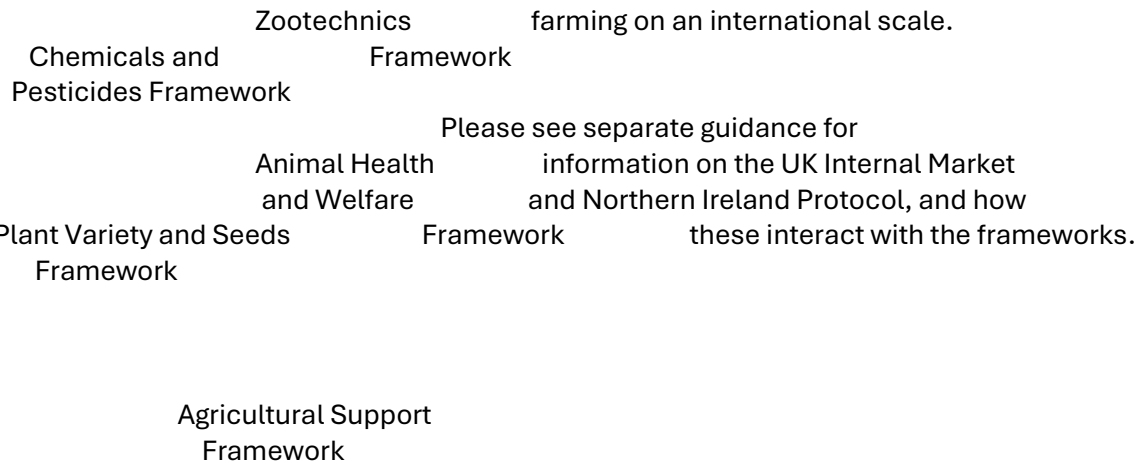 Zootechnics farming on an international scale.
Chemicals and Framework
Pesticides Framework
Please see separate guidance for
Animal Health information on the UK Internal Market
and Welfare and Northern Ireland Protocol, and how
Plant Variety and Seeds Framework these interact with the frameworks.
Framework
Agricultural Support
Framework